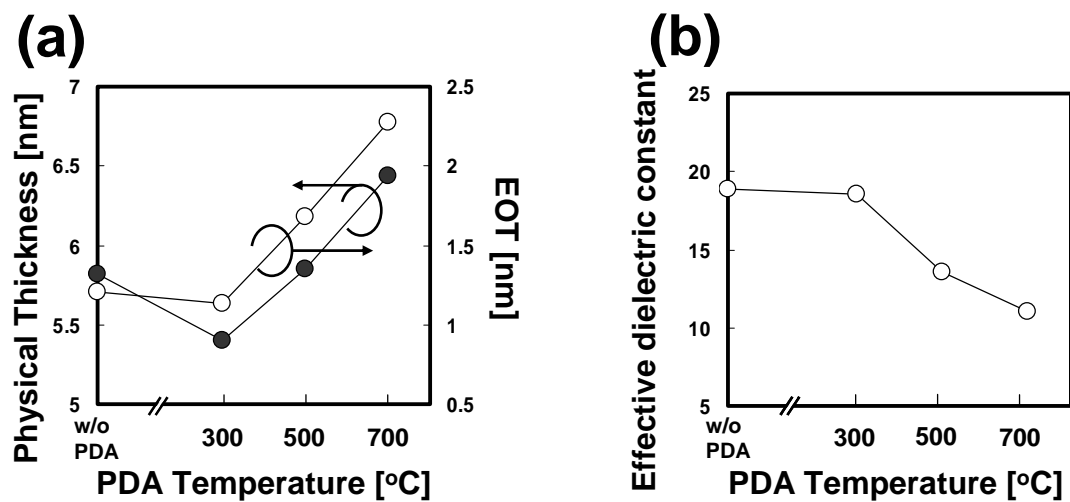 (a)
Physical Thickness [nm]
7
6.5
6
5.5
5
2.5
2
1.5
1
0.5
EOT [nm]
w/o
PDA
300
500
700
PDA Temperature [oC]
(b)
Effective dielectric constant
25
20
15
10
5
w/o
PDA
300
500
700
PDA Temperature [oC]